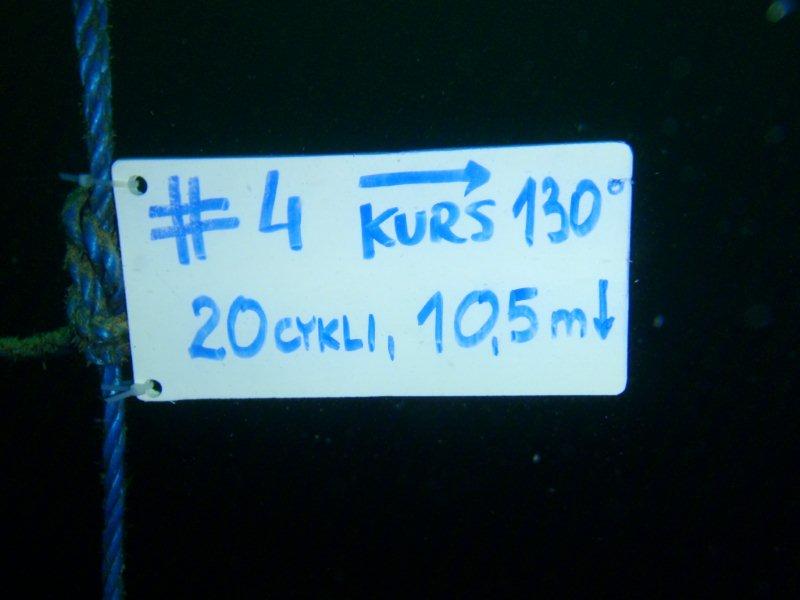 #4 → KURS 130°
20 CYKLI, 10,5 m↓